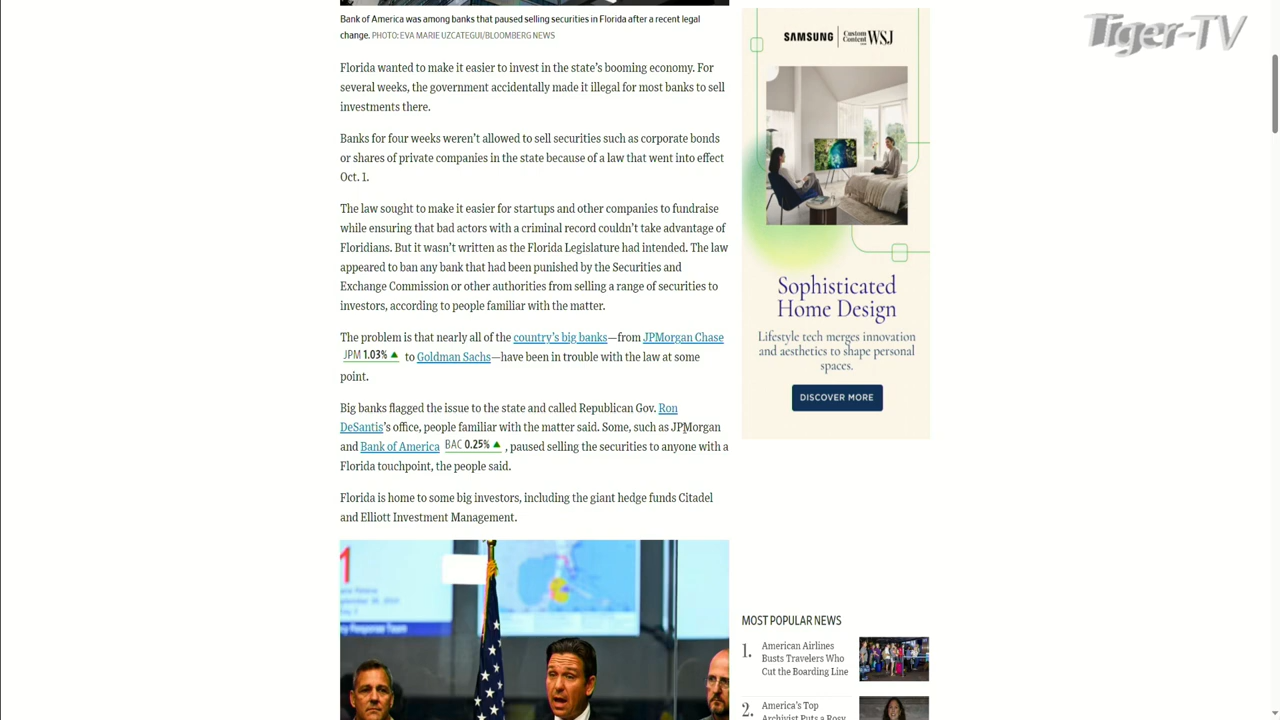 Bank of America was among banks that paused selling securities in Florida after a recent legal
change. PHOTO: EVA MARIE UZCATEGUI/BLOOMBERG NEWS
Florida wanted to make it easier to invest in the state's booming economy. For
several weeks, the government accidentally made it illegal for most banks to sell
investments there.
Banks for four weeks weren't allowed to sell securities such as corporate bonds
or shares of private companies in the state because of a law that went into effect
Oct. 1.
The law sought to make it easier for startups and other companies to fundraise
while ensuring that bad actors with a criminal record couldn't take advantage of
Floridians. But it wasn't written as the Florida Legislature had intended. The law
appeared to ban any bank that had been punished by the Securities and
Exchange Commission or other authorities from selling a range of securities to
investors, according to people familiar with the matter.
The problem is that nearly all of the country's big banks—from JPMorgan Chase
JPM 1.03% ▲ to Goldman Sachs—have been in trouble with the law at some
point.
Big banks flagged the issue to the state and called Republican Gov. Ron
DeSantis's office, people familiar with the matter said. Some, such as JPMorgan
and Bank of America BAC 0.25% ▲ , paused selling the securities to anyone with a
Florida touchpoint, the people said.
Florida is home to some big investors, including the giant hedge funds Citadel
and Elliott Investment Management.
1
Response Team
Tiger-TV
SAMSUNG | Custom Content WSJ
Sophisticated
Home Design
Lifestyle tech merges innovation
and aesthetics to shape personal
spaces.
DISCOVER MORE
MOST POPULAR NEWS
1. American Airlines
Busts Travelers Who
Cut the Boarding Line
2. America's Top
Archivist Puts a Rosy